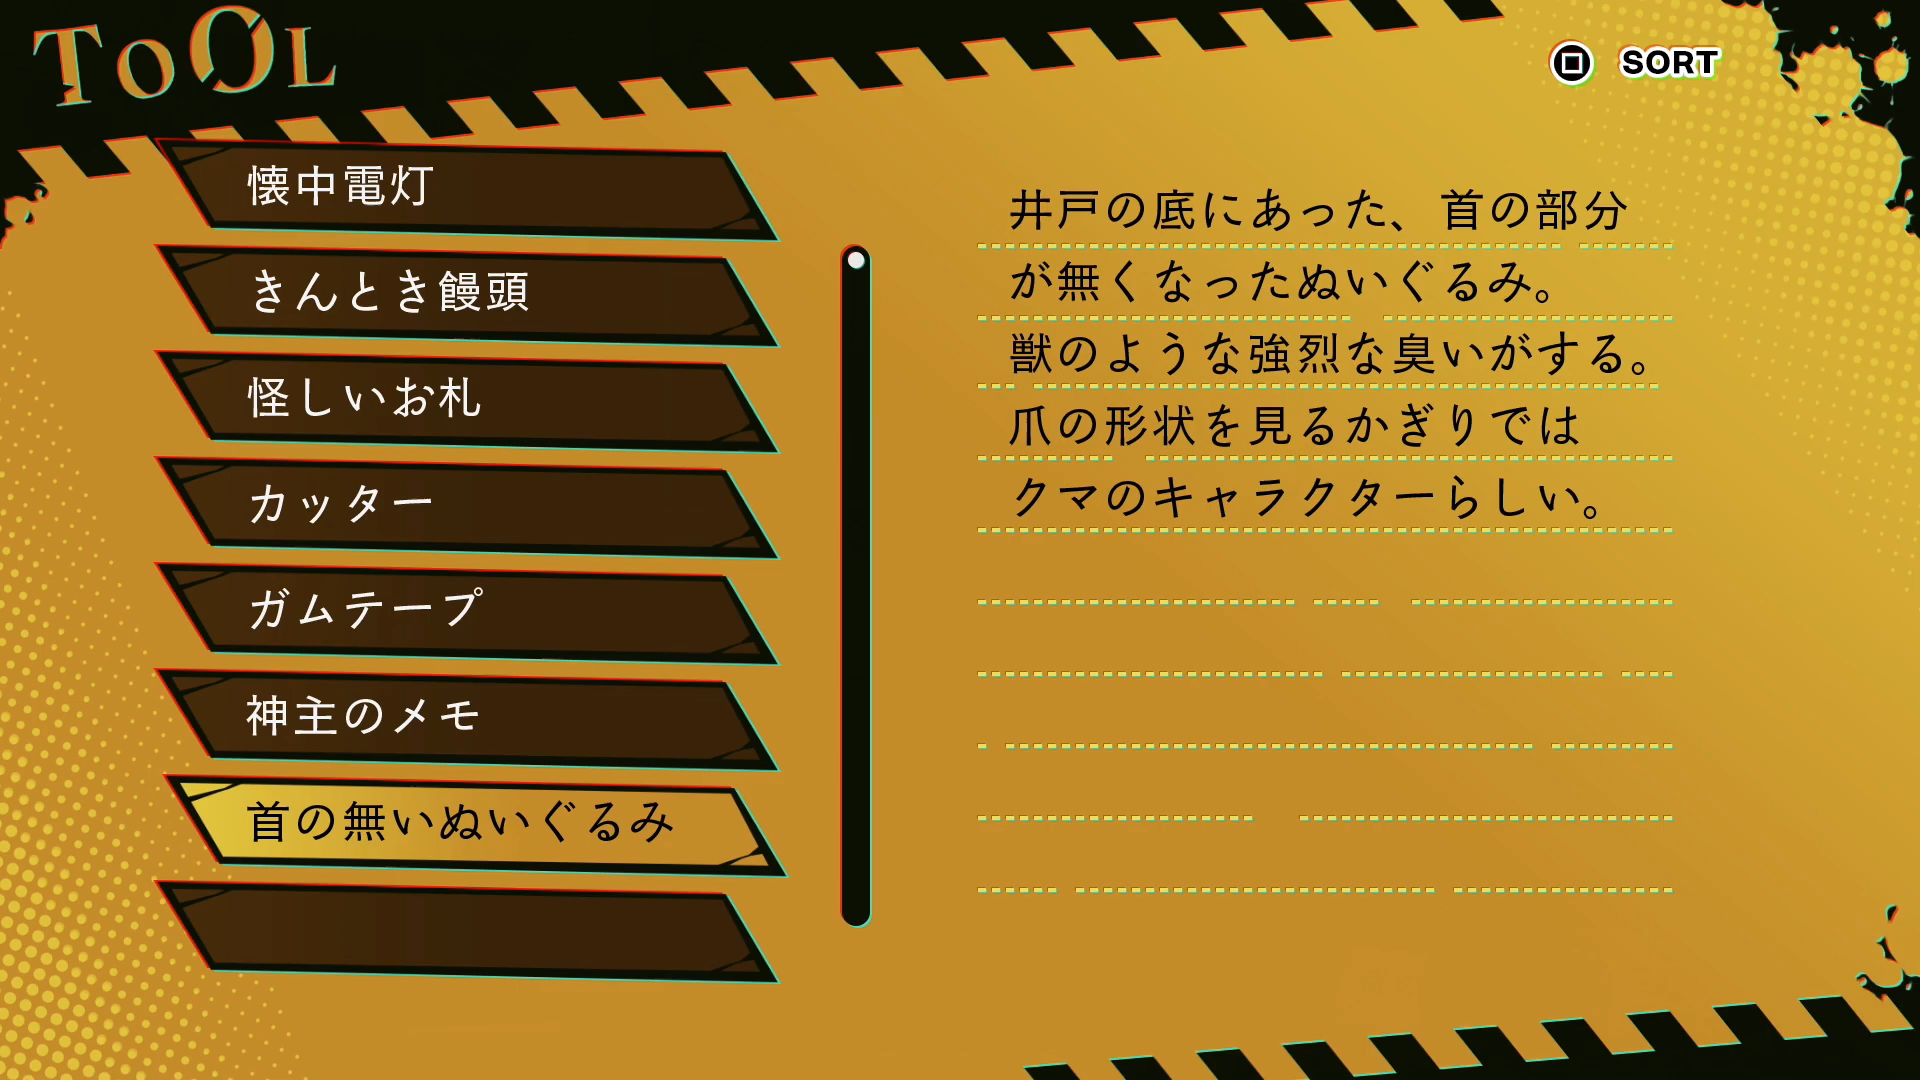 TOOL
SORT
懐中電灯
きんとき饅頭
怪しいお札
カッター
ガムテープ
神主のメモ
首の無いぬいぐるみ
井戸の底にあった、首の部分
が無くなったぬいぐるみ。
獣のような強烈な臭いがする。
爪の形状を見るかぎりでは
クマのキャラクターらしい。